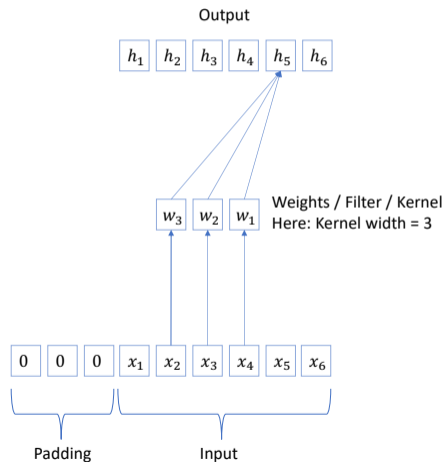 Output
h₁ h₂ h₃ h₄ h₅ h₆
w₃ w₂ w₁
Weights / Filter / Kernel
Here: Kernel width = 3
0 0 0 x₁ x₂ x₃ x₄ x₅ x₆
Padding Input